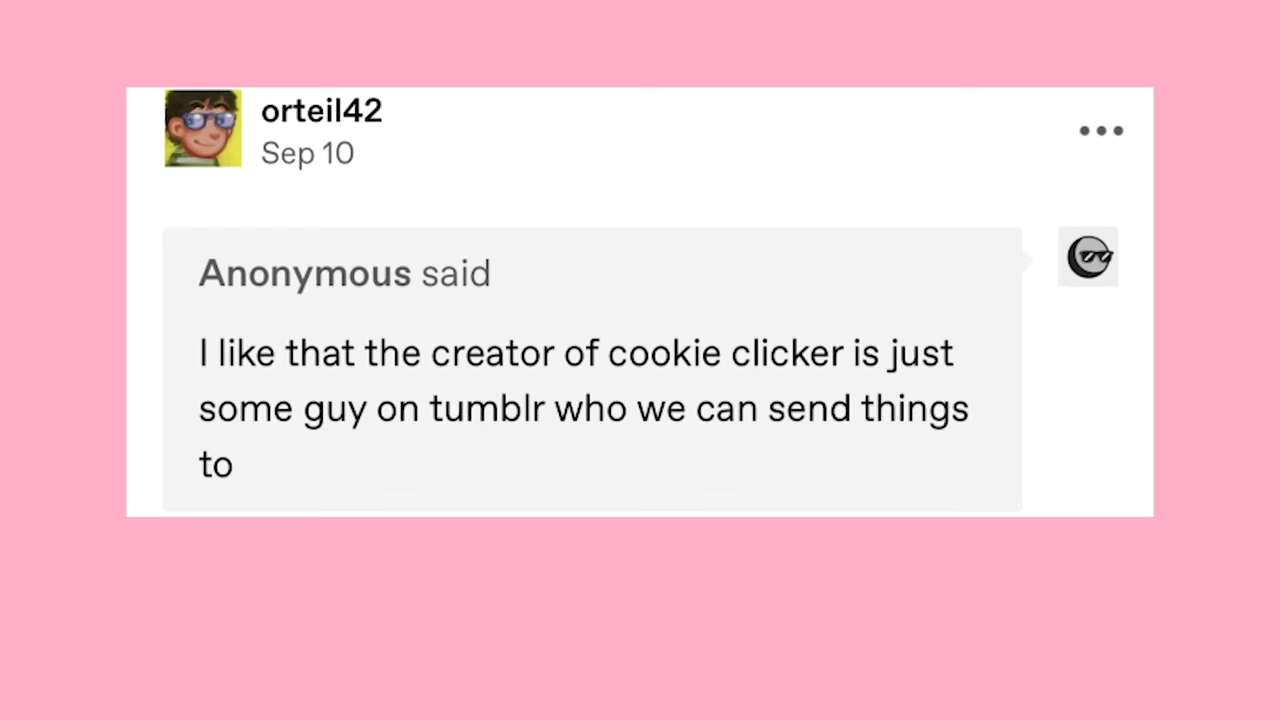 orteil42
Sep 10
Anonymous said
I like that the creator of cookie clicker is just
some guy on tumblr who we can send things
to